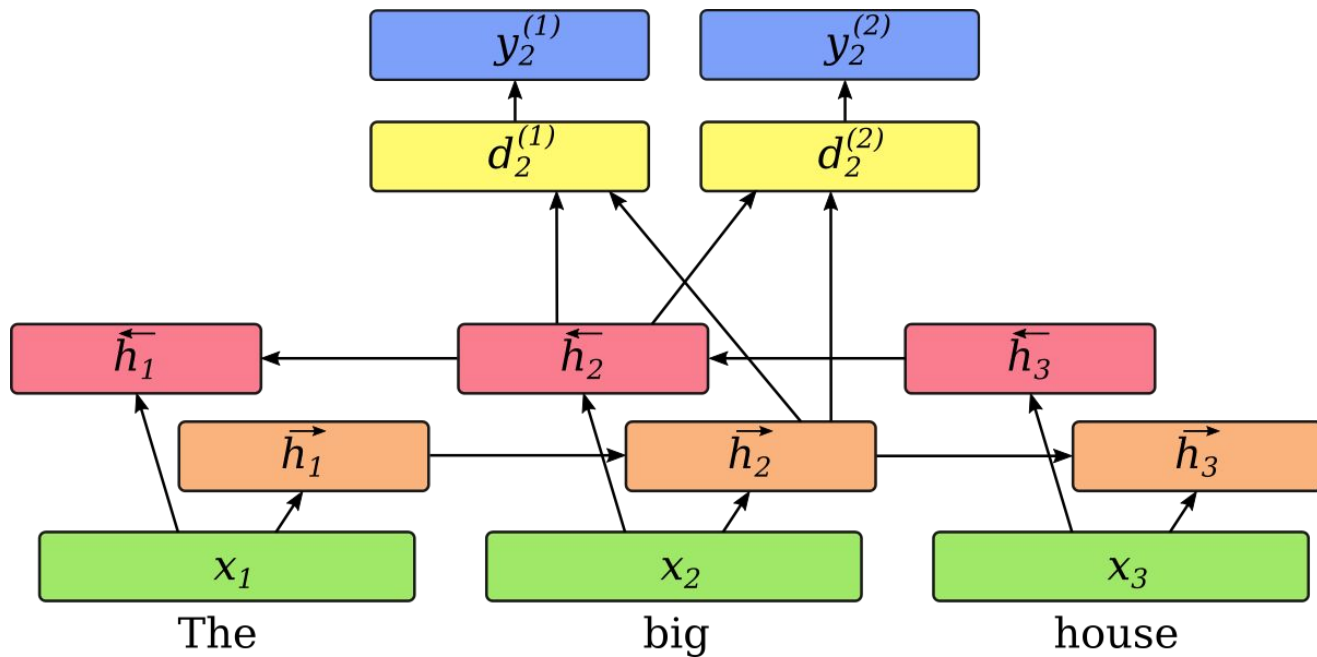 y₂⁽¹⁾ y₂⁽²⁾
d₂⁽¹⁾ d₂⁽²⁾
←h₁ ←h₂ ←h₃
→h₁ →h₂ →h₃
x₁ x₂ x₃
The big house